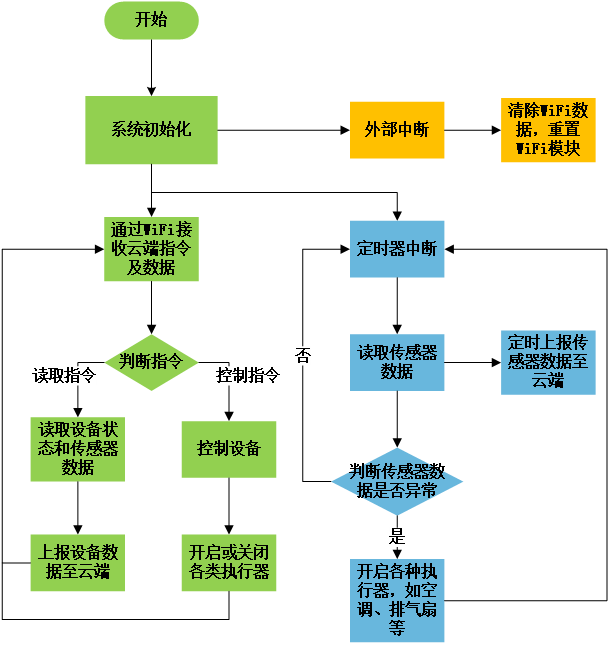 开始
系统初始化
外部中断
清除WiFi数
据，重置
WiFi模块
通过WiFi接
收云端指令
及数据
定时器中断
判断指令
读取指令
控制指令
否
读取传感器
数据
定时上报传
感器数据至
云端
读取设备状
态和传感器
数据
控制设备
判断传感器数
据是否异常
是
上报设备数
据至云端
开启或关闭
各类执行器
开启各种执
行器，如空
调、排气扇
等